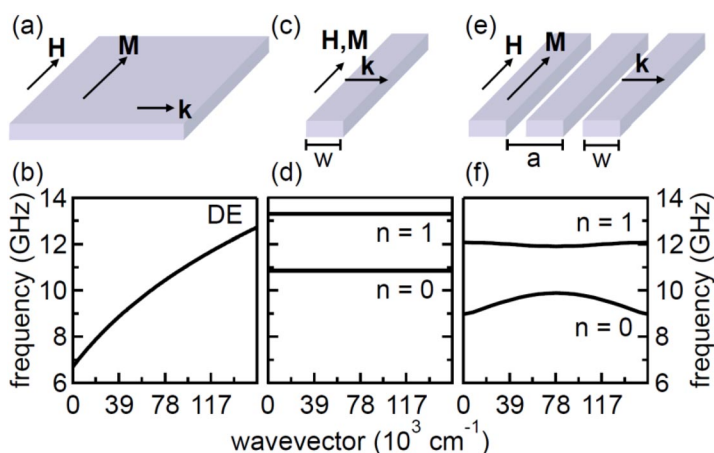 (a)
H
M
k
(c)
H,M
k
w
(e)
H
M
k
a
w
(b)
14
12
10
8
6
DE
frequency (GHz)
0 39 78 117
(d)
n = 1
n = 0
0 39 78 117
(f)
n = 1
n = 0
14
12
10
8
6
frequency (GHz)
0 39 78 117
wavevector (10³ cm⁻¹)